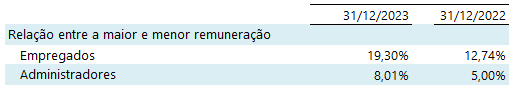 31/12/2023 31/12/2022
Relação entre a maior e menor remuneração
Empregados 19,30% 12,74%
Administradores 8,01% 5,00%